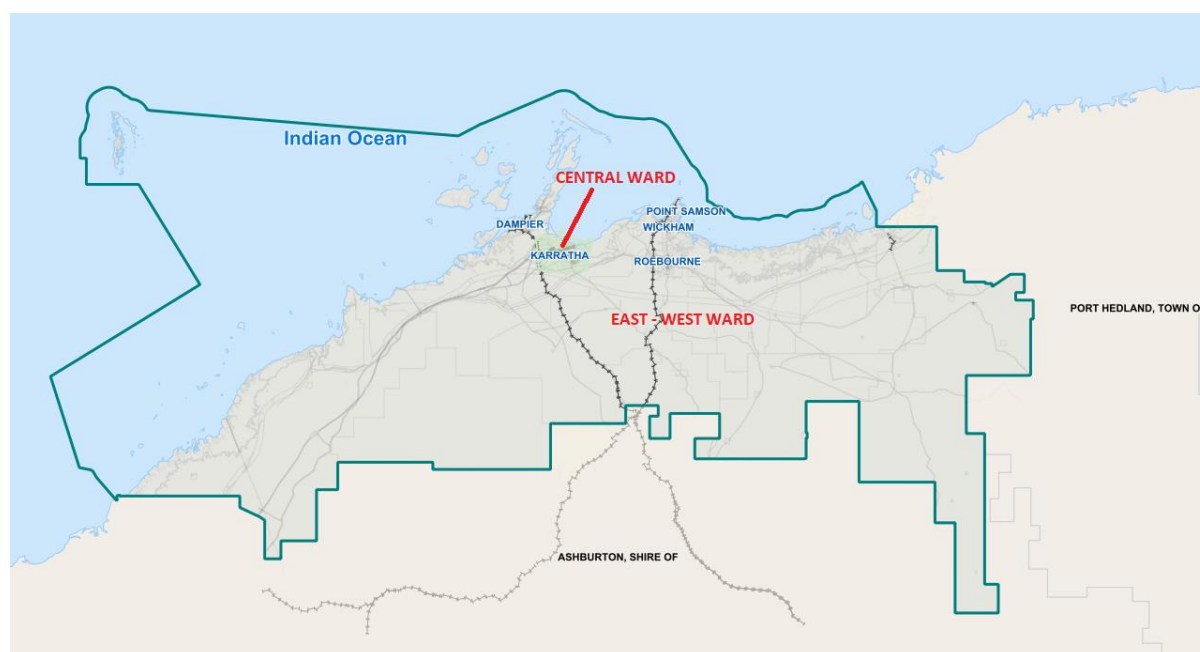 Indian Ocean
CENTRAL WARD
DAMPIER
POINT SAMSON
WICKHAM
KARRATHA
ROEBOURNE
PORT HEDLAND, TOWN O
EAST - WEST WARD
ASHBURTON, SHIRE OF